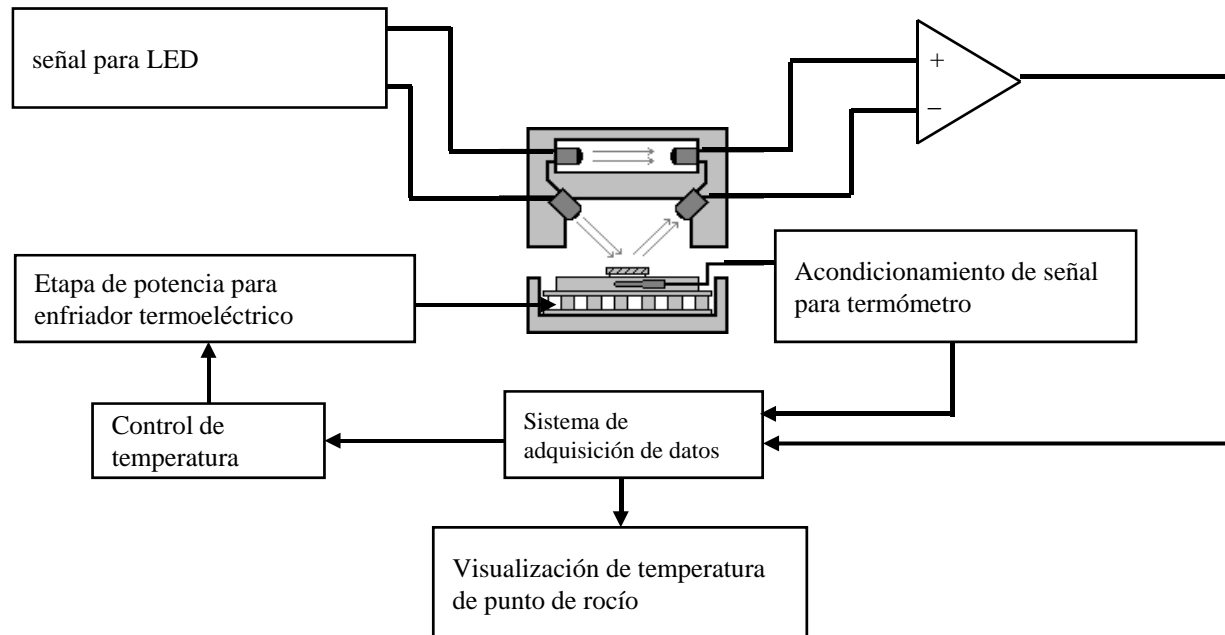 señal para LED
+
−
Etapa de potencia para
enfriador termoeléctrico
Acondicionamiento de señal
para termómetro
Control de
temperatura
Sistema de
adquisición de datos
Visualización de temperatura
de punto de rocío